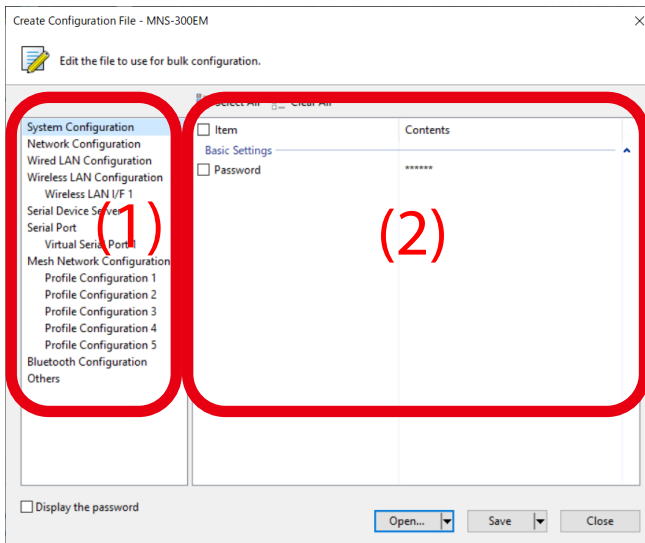 Create Configuration File - MNS-300EM
Edit the file to use for bulk configuration.
Select All Clear All
System Configuration
Network Configuration
Wired LAN Configuration
Wireless LAN Configuration
Wireless LAN I/F 1
Serial Device Server
Serial Port
Virtual Serial Port 1
Mesh Network Configuration
Profile Configuration 1
Profile Configuration 2
Profile Configuration 3
Profile Configuration 4
Profile Configuration 5
Bluetooth Configuration
Others
(1)
Item Contents
Basic Settings
Password ******
(2)
Display the password
Open... Save Close